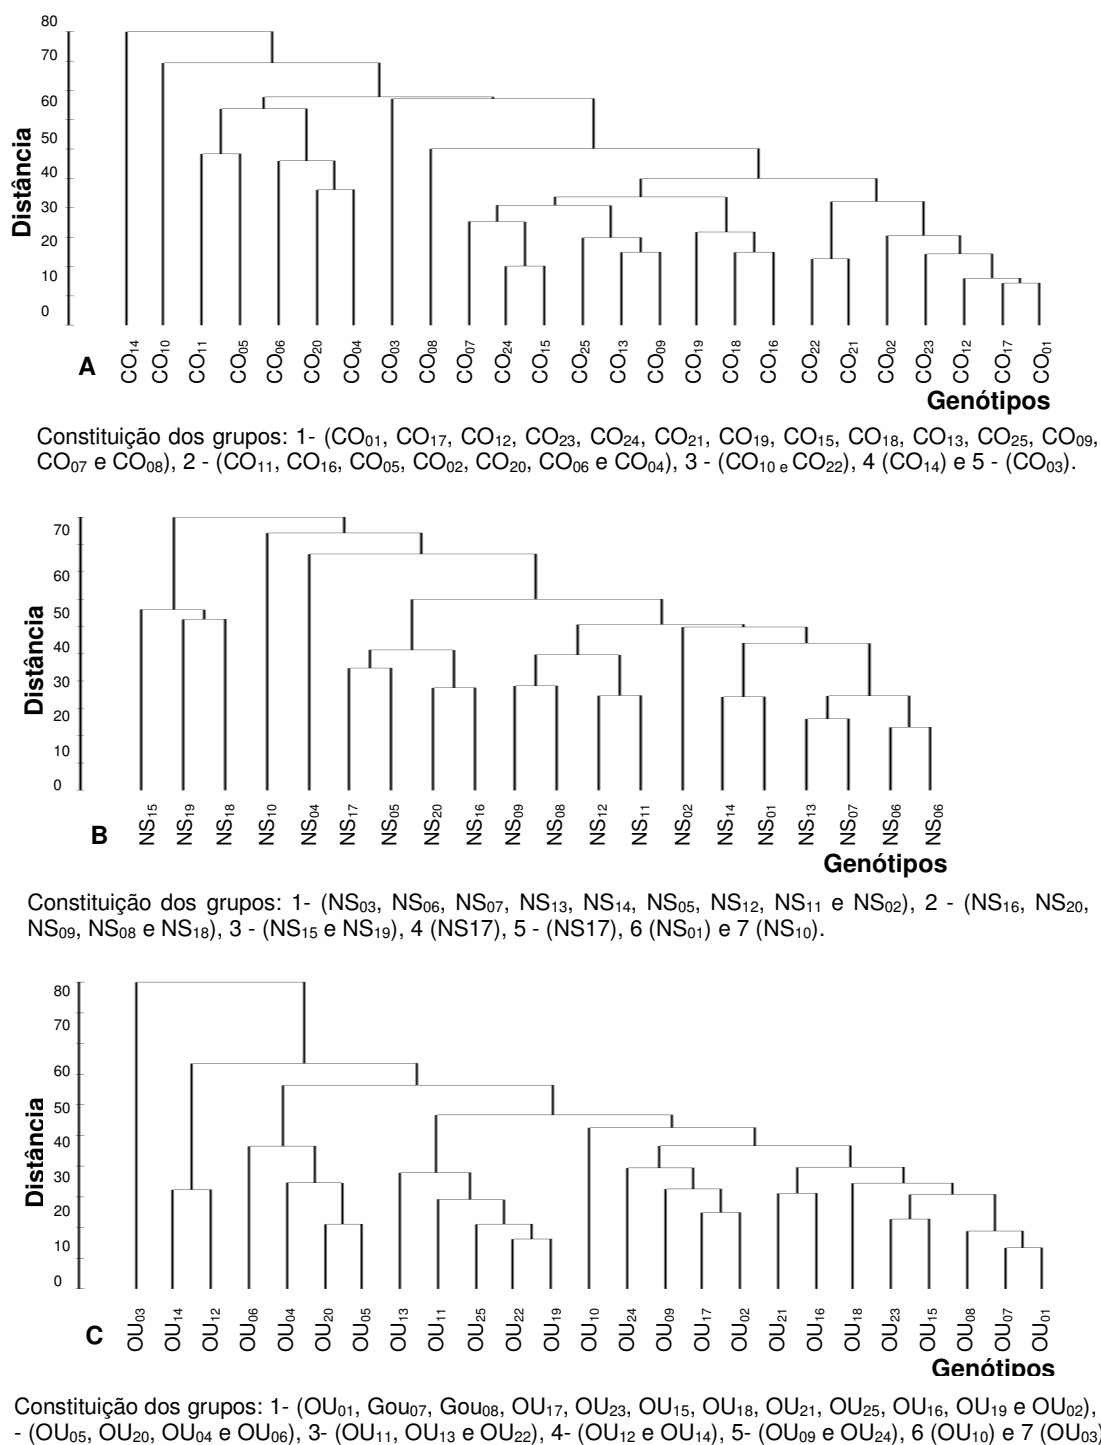 80
70
60
50
40
30
20
10
0
Distância
CO14 CO10 CO11 CO05 CO06 CO20 CO04 CO03 CO08 CO07 CO24 CO15 CO25 CO13 CO09 CO19 CO18 CO16 CO22 CO21 CO02 CO23 CO12 CO17 CO01
A
Genótipos
Constituição dos grupos: 1- (CO01, CO17, CO12, CO23, CO24, CO21, CO19, CO15, CO18, CO13, CO25, CO09,
CO07 e CO08), 2 - (CO11, CO16, CO05, CO02, CO20, CO06 e CO04), 3 - (CO10 e CO22), 4 (CO14) e 5 - (CO03).
70
60
50
40
30
20
10
0
Distância
NS15 NS19 NS18 NS10 NS04 NS17 NS05 NS20 NS16 NS09 NS08 NS12 NS11 NS02 NS14 NS01 NS13 NS07 NS06 NS06
B
Genótipos
Constituição dos grupos: 1- (NS03, NS06, NS07, NS13, NS14, NS05, NS12, NS11 e NS02), 2 - (NS16, NS20,
NS09, NS08 e NS18), 3 - (NS15 e NS19), 4 (NS17), 5 - (NS17), 6 (NS01) e 7 (NS10).
80
70
60
50
40
30
20
10
0
Distância
OU03 OU14 OU12 OU06 OU04 OU20 OU05 OU13 OU11 OU25 OU22 OU19 OU10 OU24 OU09 OU17 OU02 OU21 OU16 OU18 OU23 OU15 OU08 OU07 OU01
C
Genótipos
Constituição dos grupos: 1- (OU01, Gou07, Gou08, OU17, OU23, OU15, OU18, OU21, OU25, OU16, OU19 e OU02),
- (OU05, OU20, OU04 e OU06), 3- (OU11, OU13 e OU22), 4- (OU12 e OU14), 5- (OU09 e OU24), 6 (OU10) e 7 (OU03)